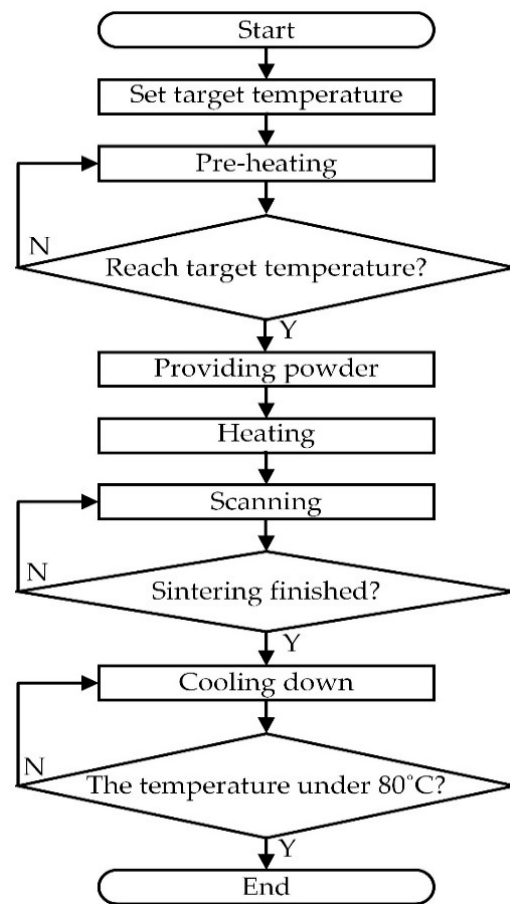 Start
Set target temperature
Pre-heating
N
Reach target temperature?
Y
Providing powder
Heating
Scanning
N
Sintering finished?
Y
Cooling down
N
The temperature under 80°C?
Y
End